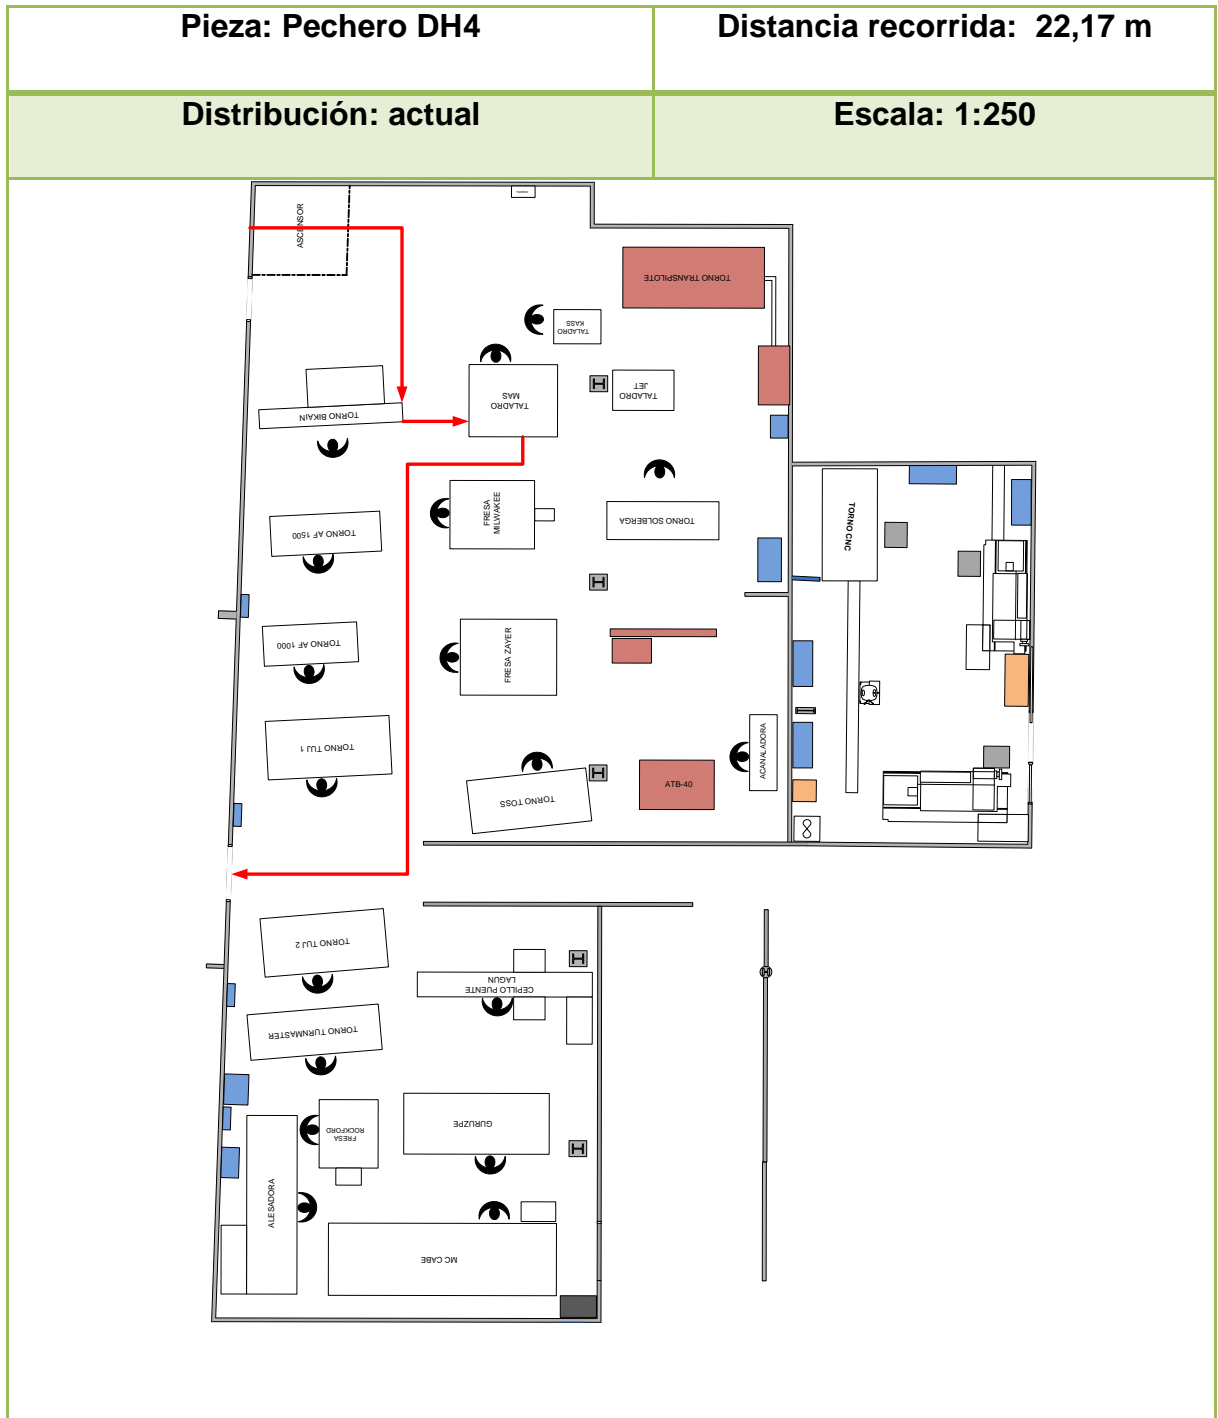 Pieza: Pechero DH4
Distancia recorrida: 22,17 m
Distribución: actual
Escala: 1:250
ASCENSOR
TORNO TRANSPILOTE
TALADRO
KASS
TALADRO
MAS
TALADRO
JET
TORNO BIKAIN
FRESA
MILWAKEE
TORNO SOLBERGA
TORNO CNC
TORNO AF 1500
TORNO AF 1000
FRESA ZAYER
TORNO TUJ 1
ACANALADORA
TORNO TOSS
ATB-40
TORNO TUJ 2
CEPILLO PUENTE
LAGUN
TORNO TURNMASTER
FRESA
ROCKFORD
GURUZPE
ALESADORA
MC CABE